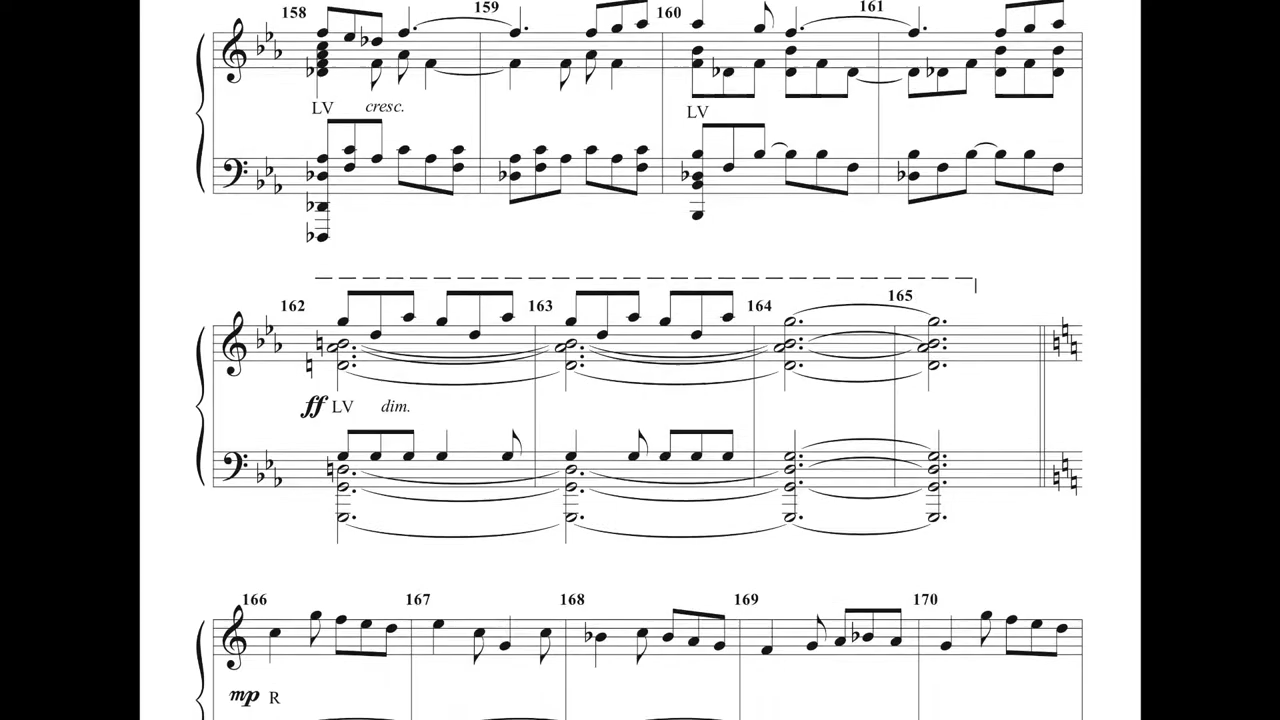 158 159 160 161
LV cresc. LV
162 163 164 165
ff LV dim.
166 167 168 169 170
mp R